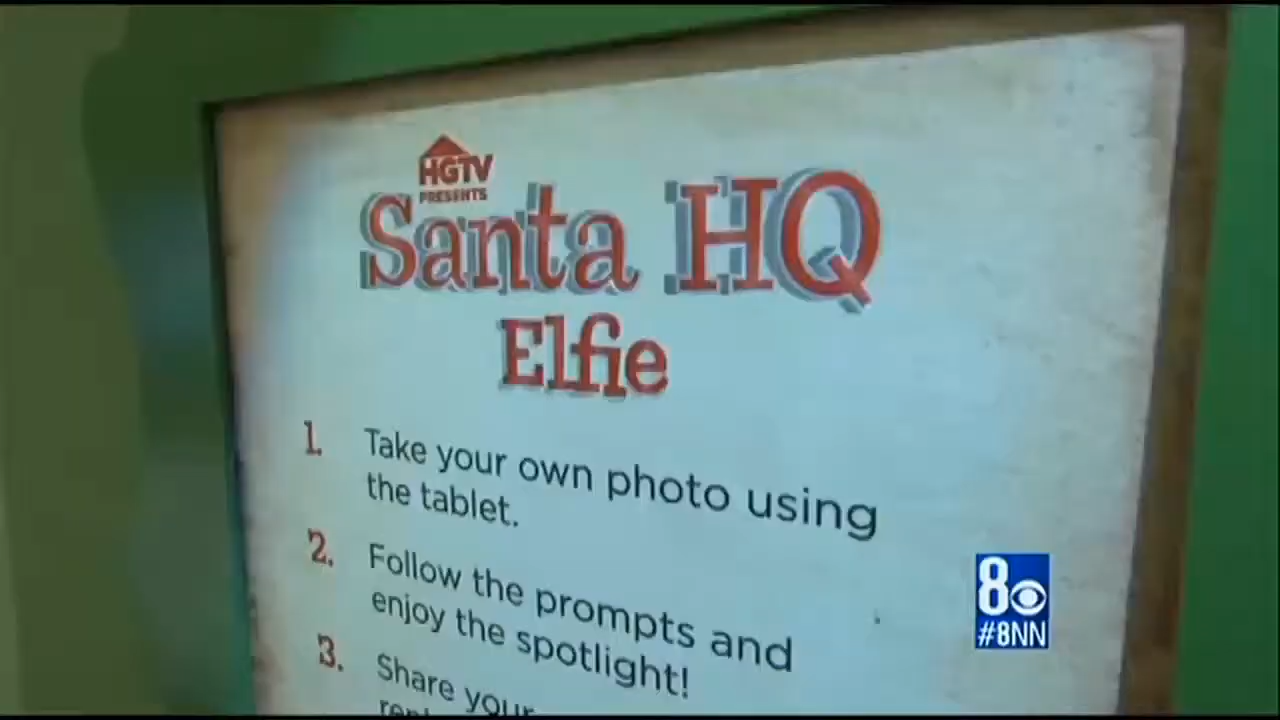 HGTV
PRESENTS
Santa HQ
Elfie
1. Take your own photo using
the tablet.
2. Follow the prompts and
enjoy the spotlight!
3. Share your
8
#8NN